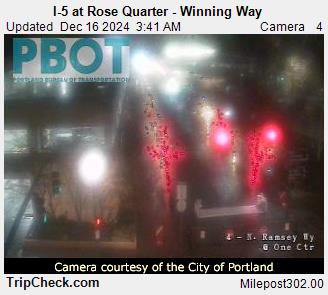 I-5 at Rose Quarter - Winning Way
Updated Dec 16 2024 3:41 AM Camera 4
PBOT
PORTLAND BUREAU OF TRANSPORTATION
4 - N. Ramsey Wy
@ One Ctr
Camera courtesy of the City of Portland
TripCheck.com Milepost302.00